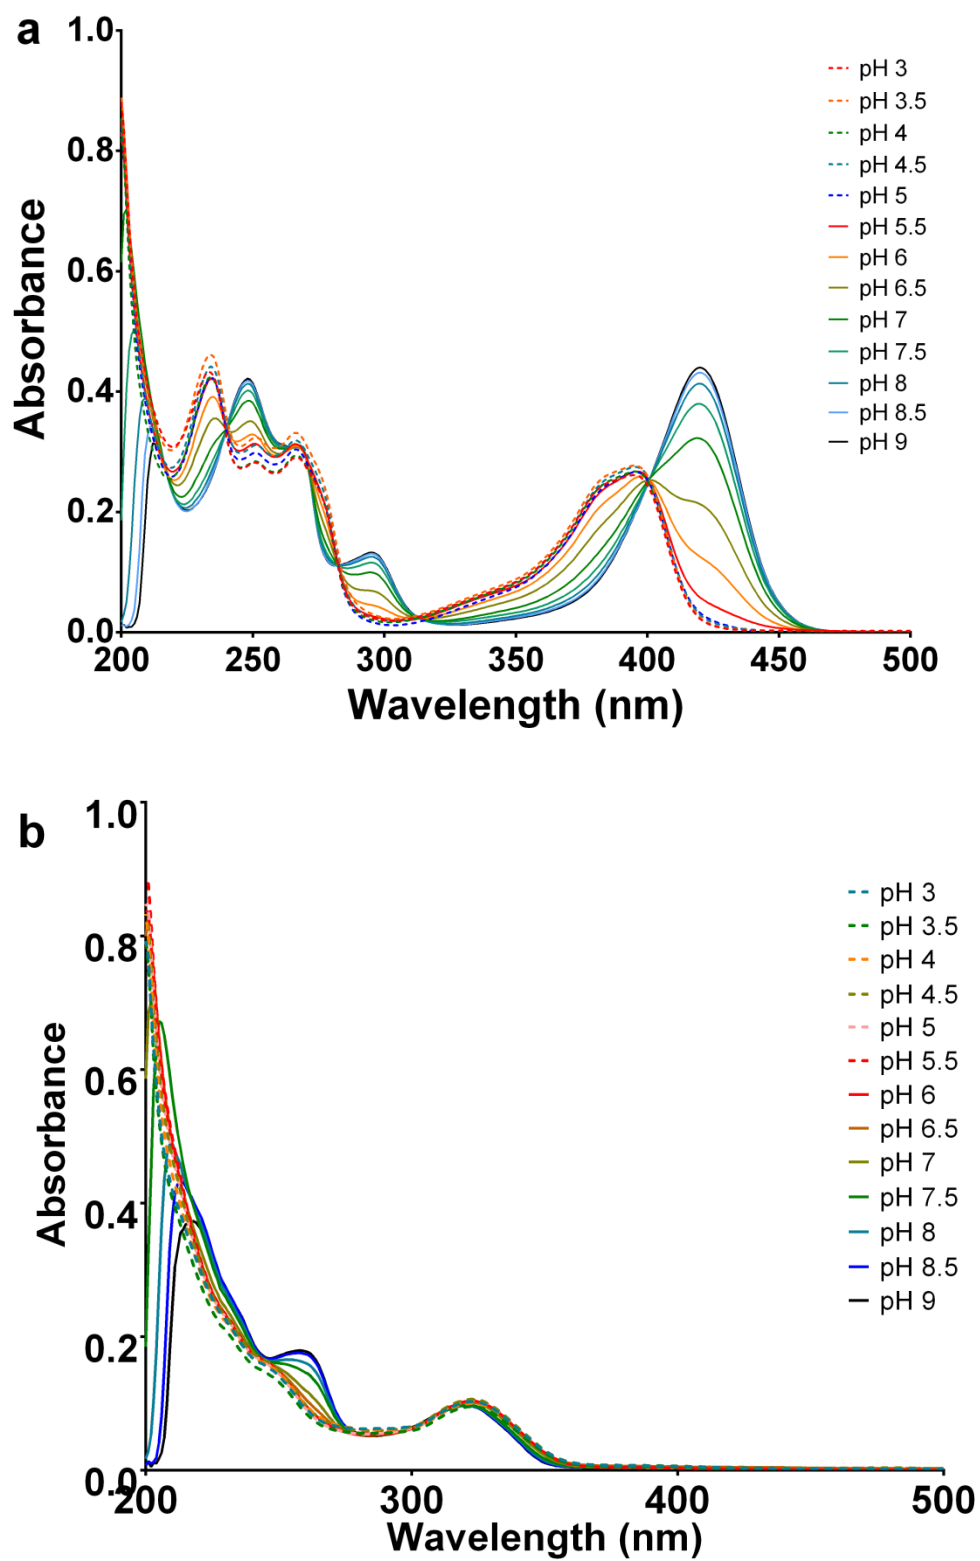 a
1.0
0.8
0.6
0.4
0.2
0.0
Absorbance
200 250 300 350 400 450 500
Wavelength (nm)
pH 3
pH 3.5
pH 4
pH 4.5
pH 5
pH 5.5
pH 6
pH 6.5
pH 7
pH 7.5
pH 8
pH 8.5
pH 9
b
1.0
0.8
0.6
0.4
0.2
0.0
Absorbance
200 300 400 500
Wavelength (nm)
pH 3
pH 3.5
pH 4
pH 4.5
pH 5
pH 5.5
pH 6
pH 6.5
pH 7
pH 7.5
pH 8
pH 8.5
pH 9